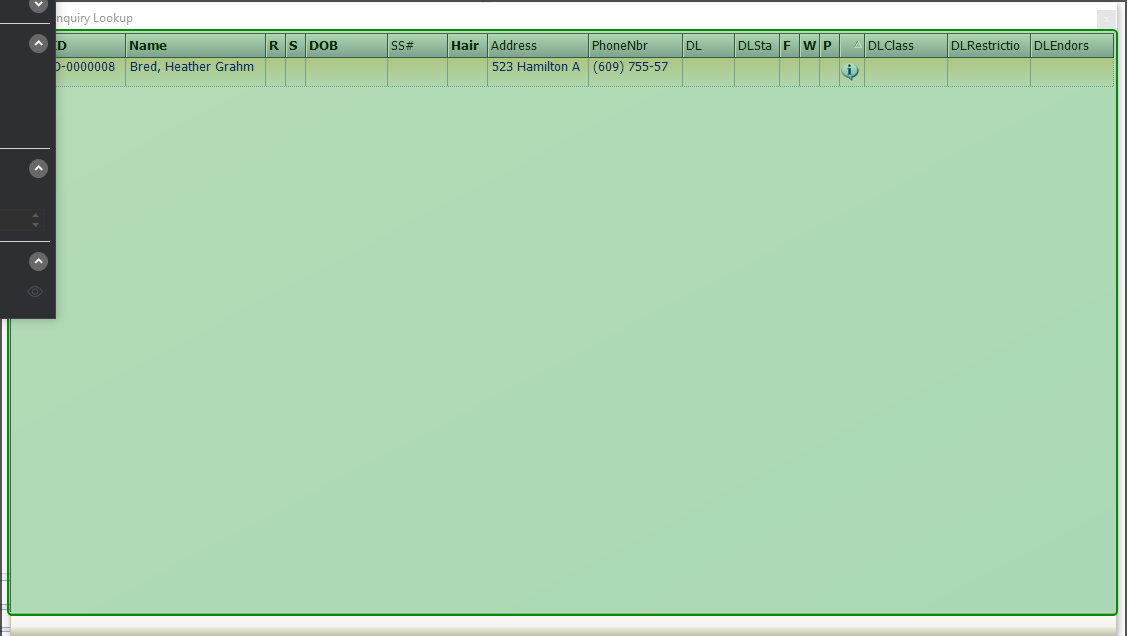 nquiry Lookup
ID Name R S DOB SS# Hair Address PhoneNbr DL DLSta F W P DLClass DLRestrictio DLEndors
0-0000008 Bred, Heather Grahm 523 Hamilton A (609) 755-57